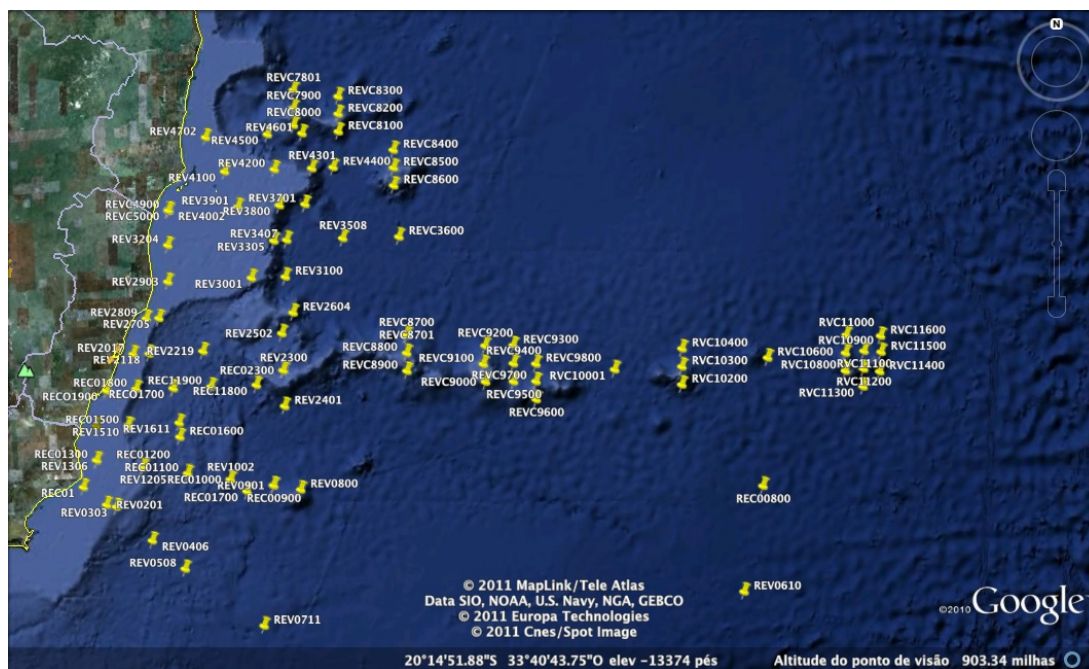 N
REVC7801
REVC7900
REVC8300
REVC8000
REVC8200
REV4702
REV4601
REVC8100
REV4500
REVC8400
REV4200
REV4301
REV4400
REVC8500
REV4100
REVC8600
REVC4900
REV3901
REV3701
REVC5000
REV4002
REV3800
REV3204
REV3407
REV3508
REVC3600
REV3305
REV2903
REV3001
REV3100
REV2809
REV2604
REV2705
REV2502
REVC8700
REVC9200
REVC9300
RVC11000
RVC11600
REVC8701
REV2017
REV2219
REVC8800
REVC9400
RVC10400
RVC10900
RVC11500
2118
REV2300
REVC9100
REVC9800
RVC10600
REVC8900
RVC10300
RVC10800
RVC11100
RVC11400
REC02300
REC01800
REC11900
REVC9000
REVC9700
RVC10001
RVC10200
RVC11200
RECO1900
RECO1700
REC11800
REVC9500
RVC11300
REV2401
REVC9600
REC01500
REV1510
REV1611
REC01600
REC01300
REC01200
REV1306
REC01100
REV1002
REV1205
REC01000
REV0901
REV0800
REC01
REC01700
REC00900
REC00800
REV0303
REV0201
REV0406
REV0508
REV0610
REV0711
© 2011 MapLink/Tele Atlas
Data SIO, NOAA, U.S. Navy, NGA, GEBCO
© 2011 Europa Technologies
© 2011 Cnes/Spot Image
©2010 Google
20°14'51.88"S 33°40'43.75"O elev -13374 pés Altitude do ponto de visão 903.34 milhas